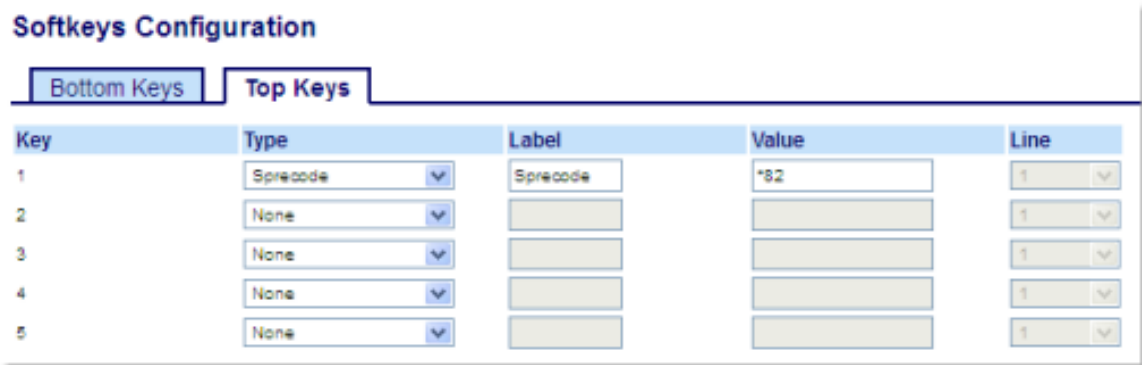 Softkeys Configuration
Bottom Keys Top Keys
Key Type Label Value Line
1 Sprecode Sprecode *82 1
2 None 1
3 None 1
4 None 1
5 None 1